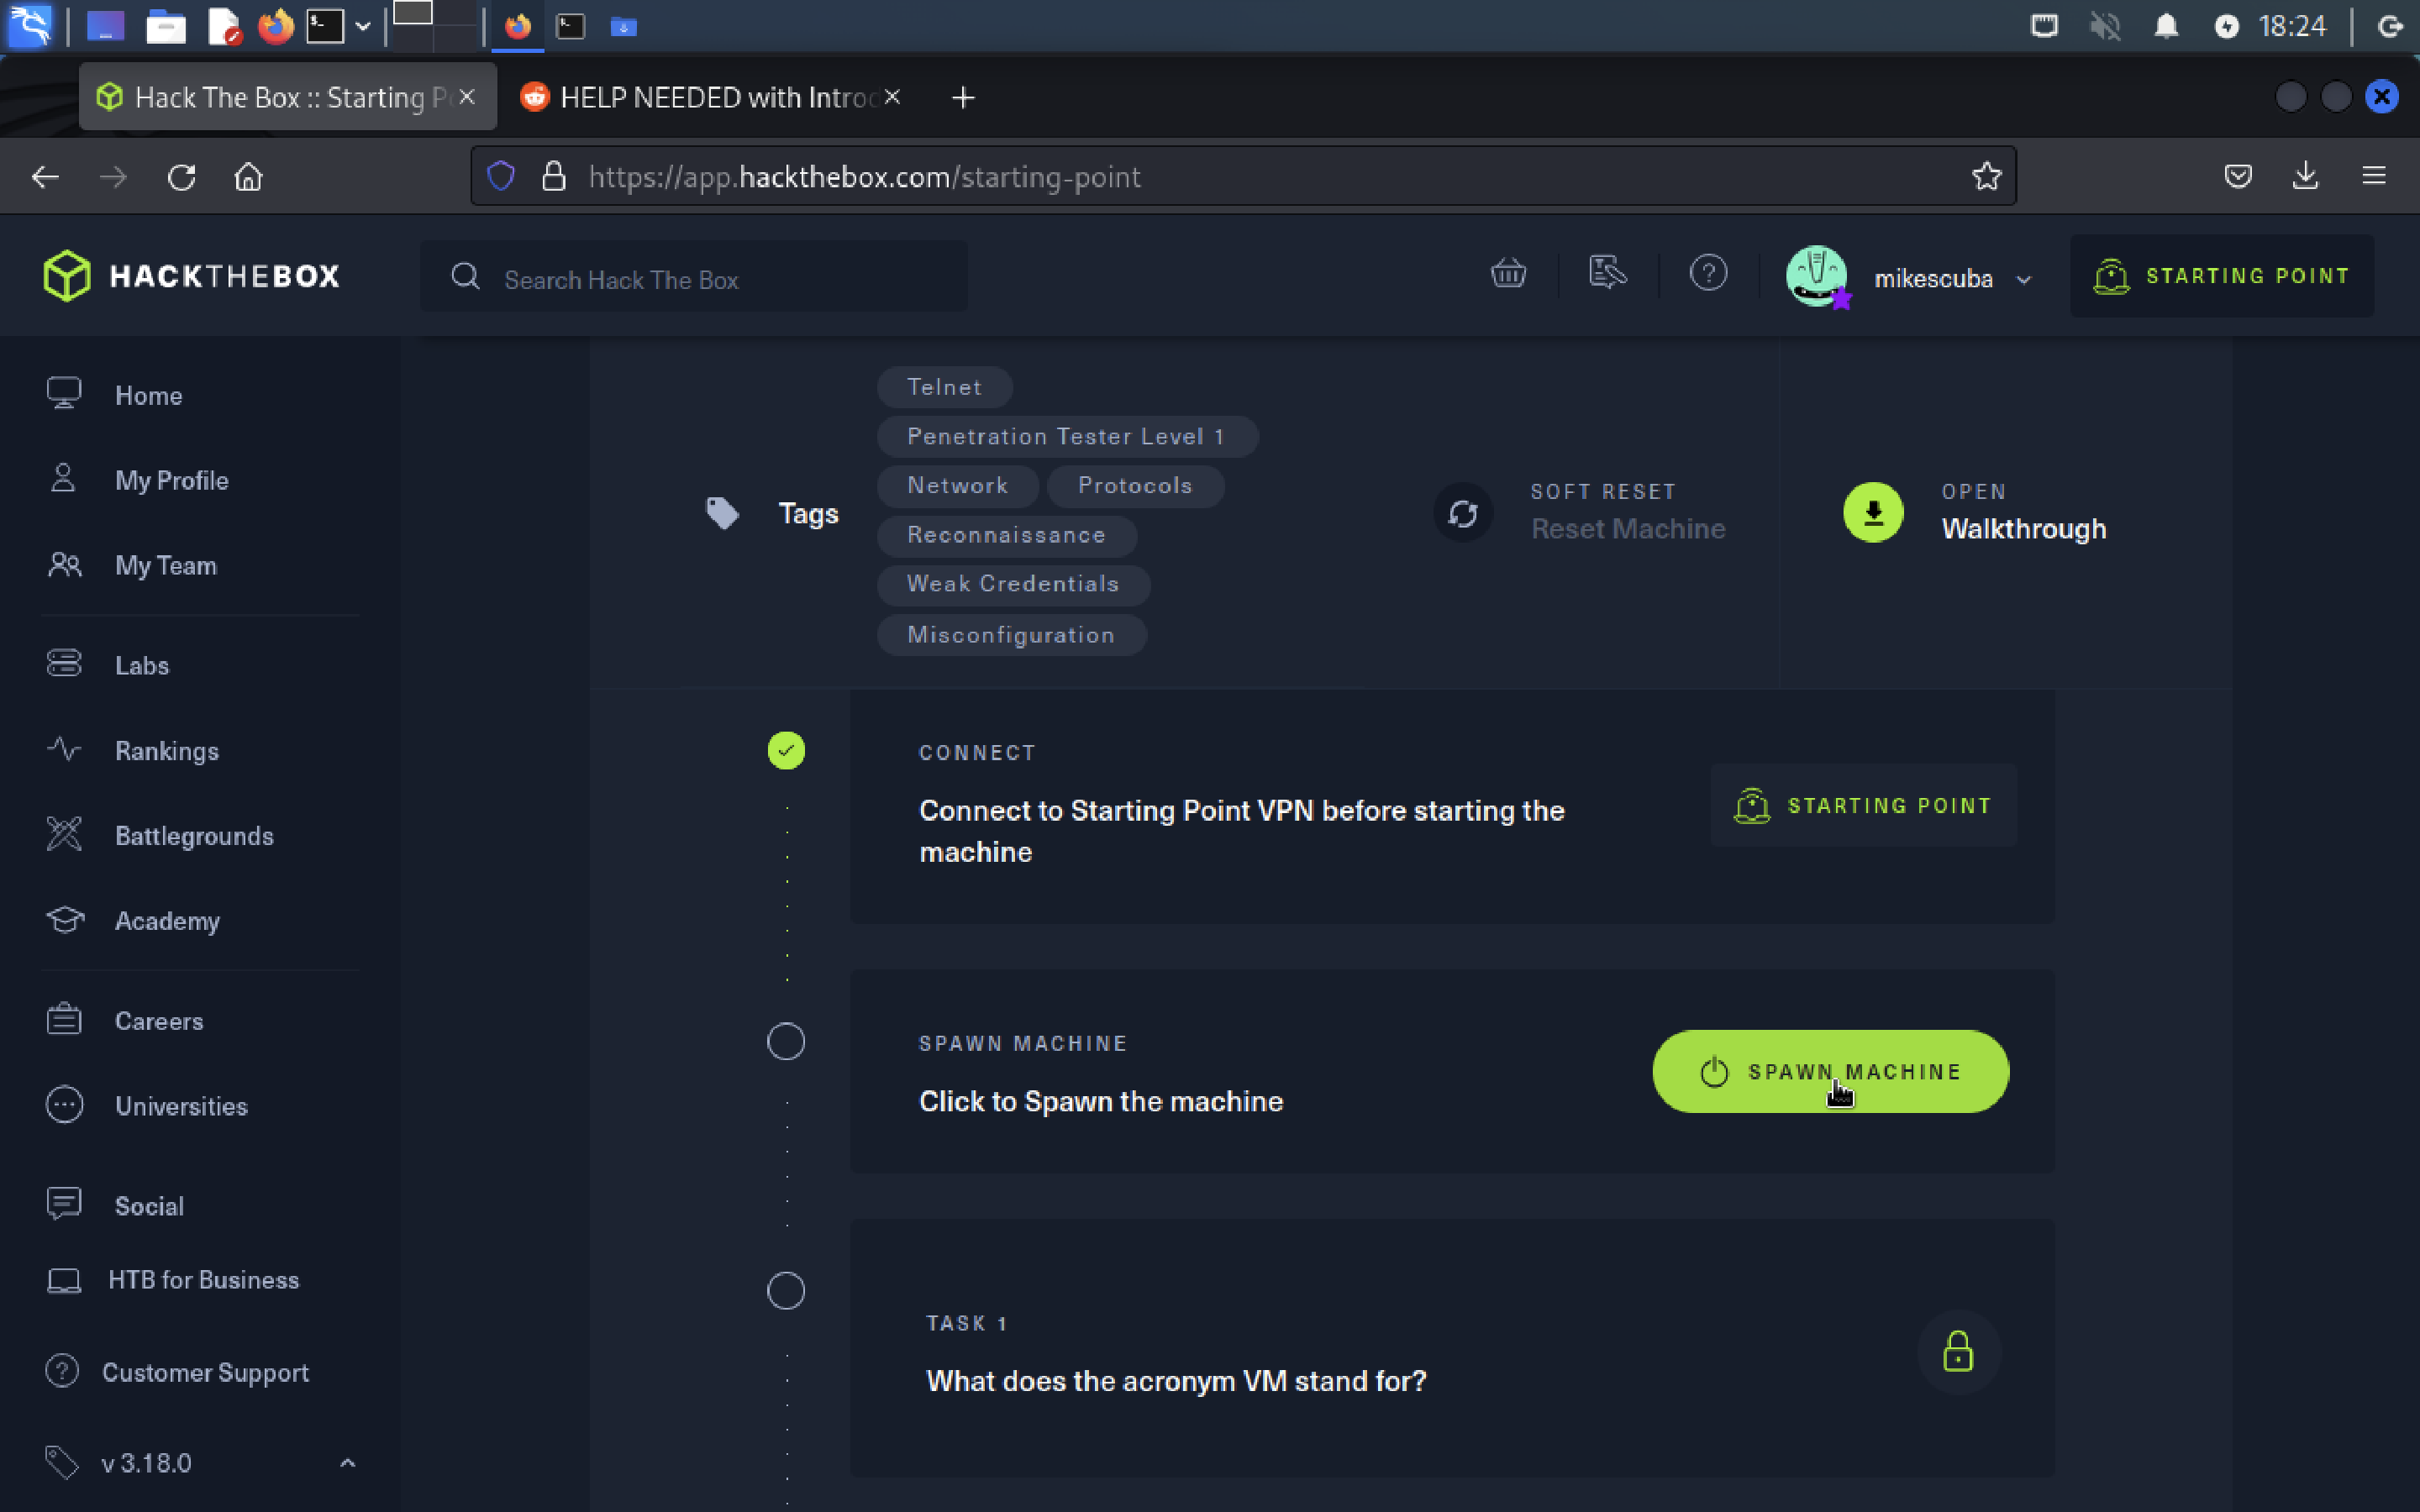 18:24
Hack The Box :: Starting P
HELP NEEDED with Introd
https://app.hackthebox.com/starting-point
HACKTHEBOX
Search Hack The Box
mikescuba
STARTING POINT
Home
My Profile
My Team
Labs
Rankings
Battlegrounds
Academy
Careers
Universities
Social
HTB for Business
Customer Support
v 3.18.0
Tags
Telnet
Penetration Tester Level 1
Network
Protocols
Reconnaissance
Weak Credentials
Misconfiguration
SOFT RESET
Reset Machine
OPEN
Walkthrough
CONNECT
Connect to Starting Point VPN before starting the
machine
STARTING POINT
SPAWN MACHINE
Click to Spawn the machine
SPAWN MACHINE
TASK 1
What does the acronym VM stand for?